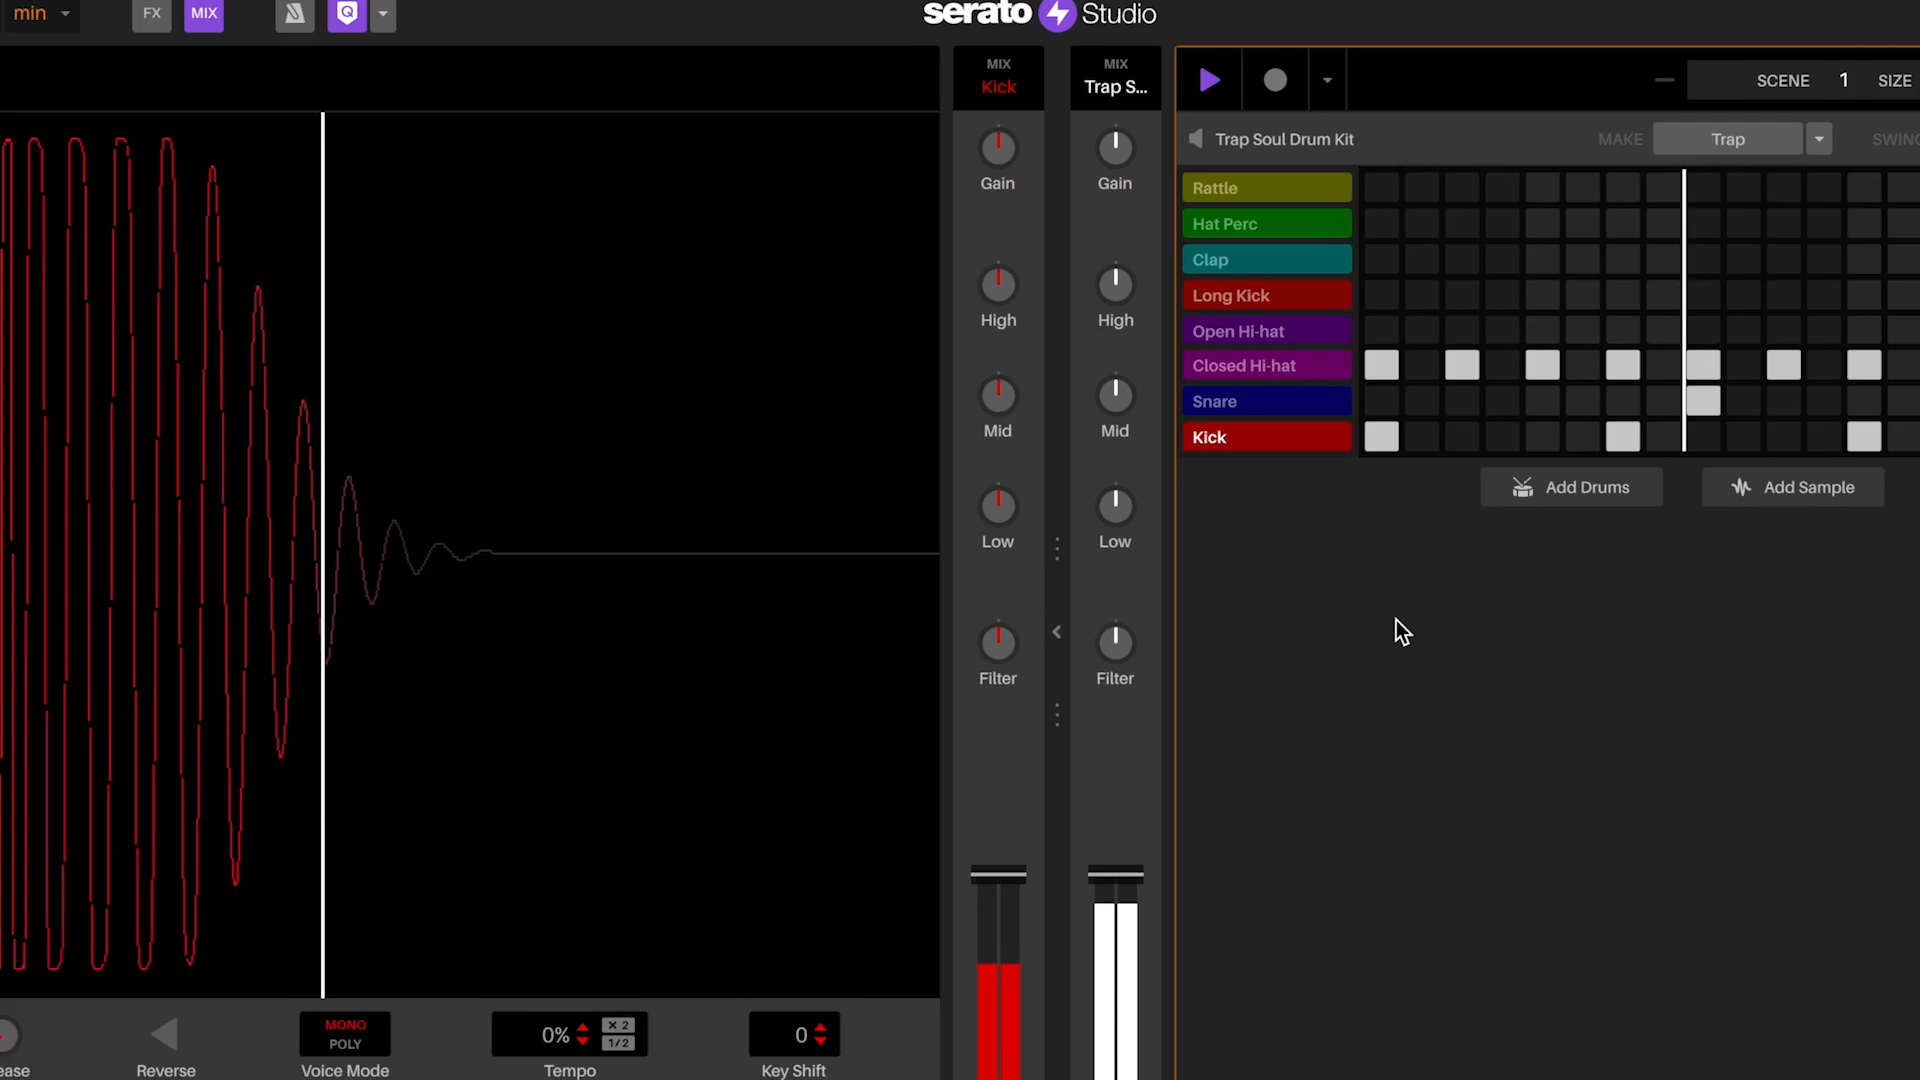 min
FX
MIX
serato Studio
MIX
Kick
MIX
Trap S...
SCENE 1 SIZE
Trap Soul Drum Kit
MAKE
Trap
SWING
Gain
Gain
High
High
Mid
Mid
Low
Low
Filter
Filter
Rattle
Hat Perc
Clap
Long Kick
Open Hi-hat
Closed Hi-hat
Snare
Kick
Add Drums
Add Sample
ease
Reverse
MONO
POLY
Voice Mode
0%
x 2
1/2
Tempo
0
Key Shift